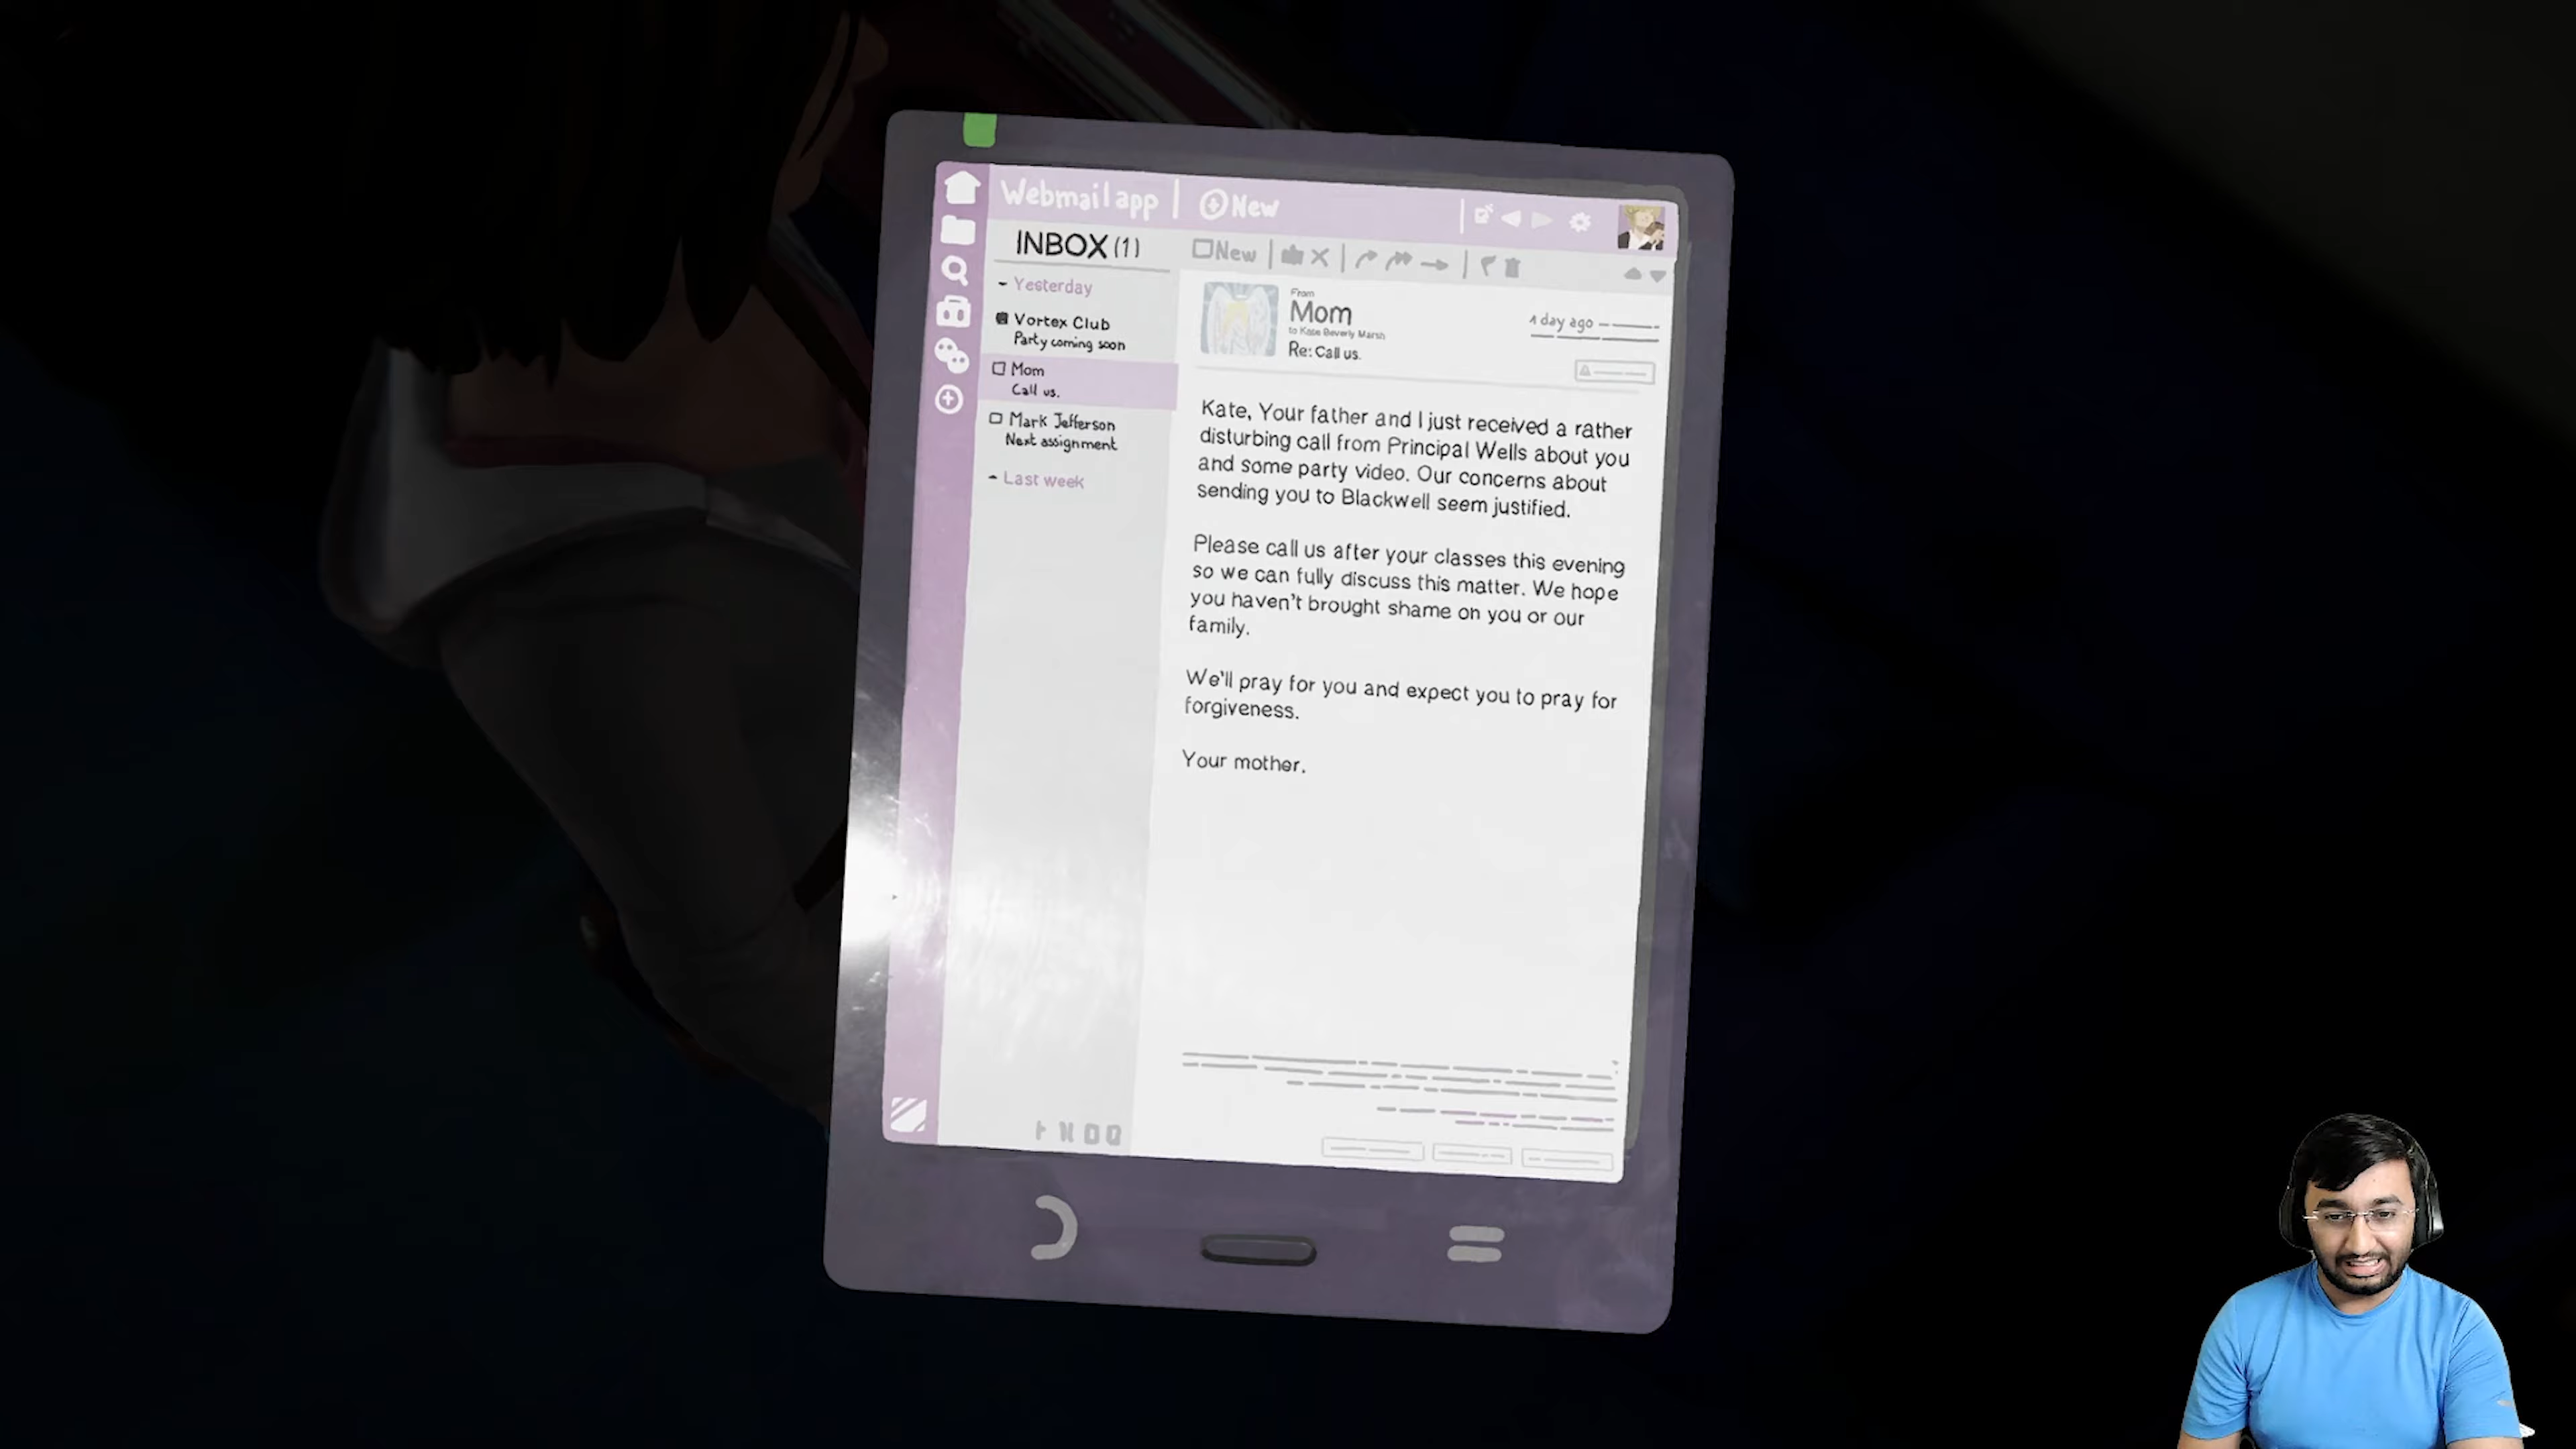 Webmail app
New
INBOX (1)
New
Yesterday
Vortex Club
Party coming soon
Mom
Call us.
Mark Jefferson
Next assignment
Last week
From
Mom
to Kate Beverly Marsh
Re: Call us.
1 day ago
Kate, Your father and I just received a rather
disturbing call from Principal Wells about you
and some party video. Our concerns about
sending you to Blackwell seem justified.
Please call us after your classes this evening
so we can fully discuss this matter. We hope
you haven't brought shame on you or our
family.
We'll pray for you and expect you to pray for
forgiveness.
Your mother.